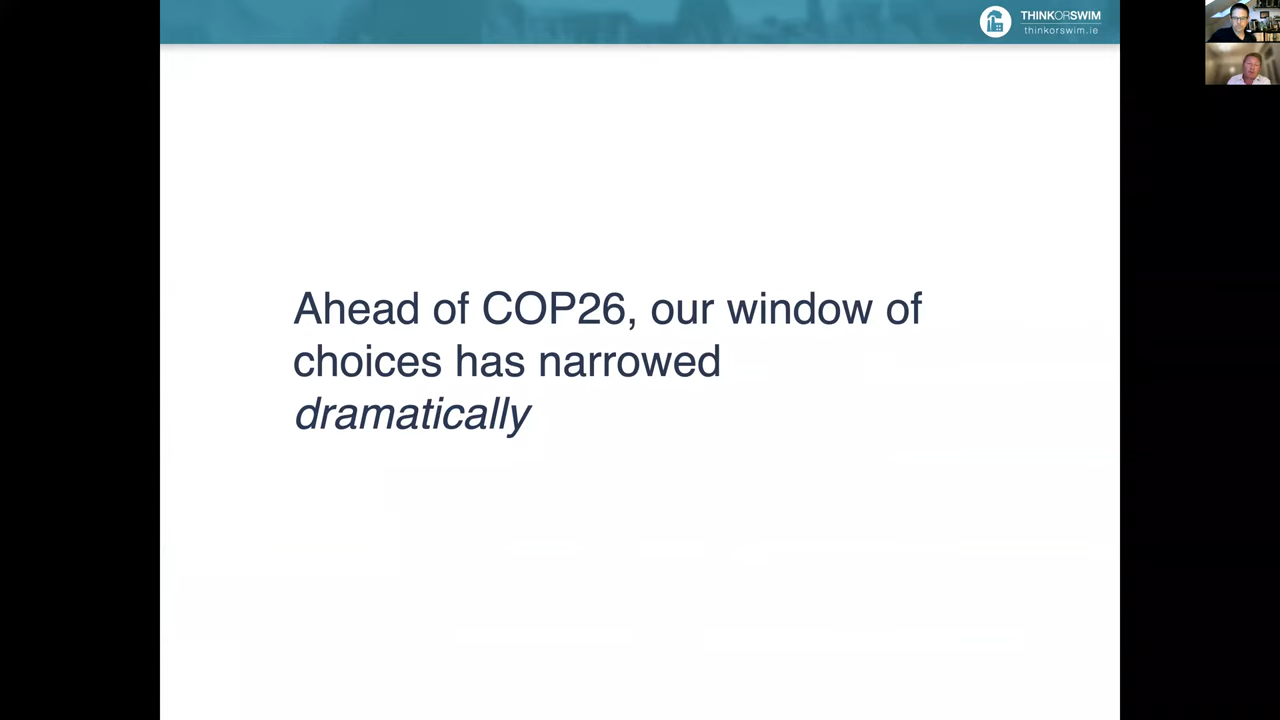 THINKORSWIM
thinkorswim.ie
Ahead of COP26, our window of
choices has narrowed
dramatically